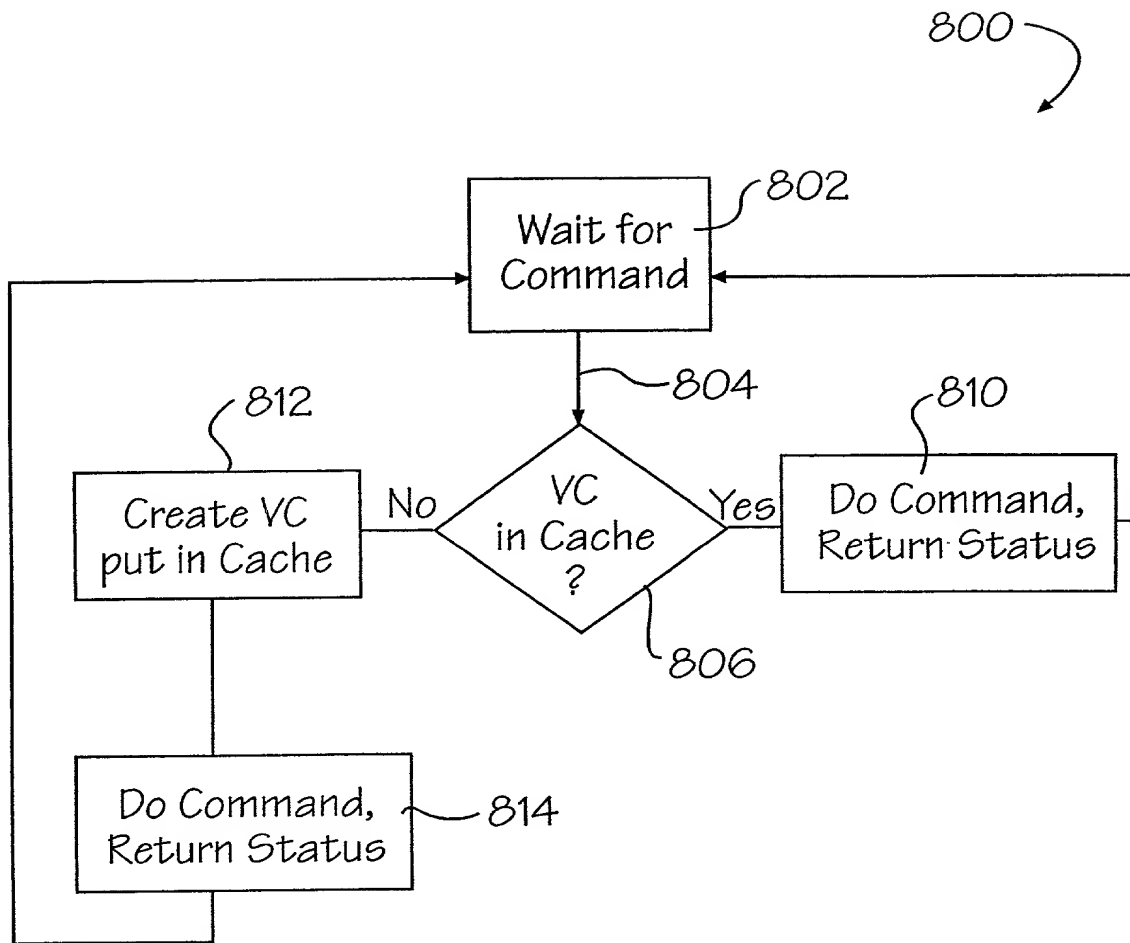 800
802
Wait for
Command
804
812
810
Create VC
put in Cache
No
VC
in Cache
?
Yes
Do Command,
Return Status
806
Do Command,
Return Status
814